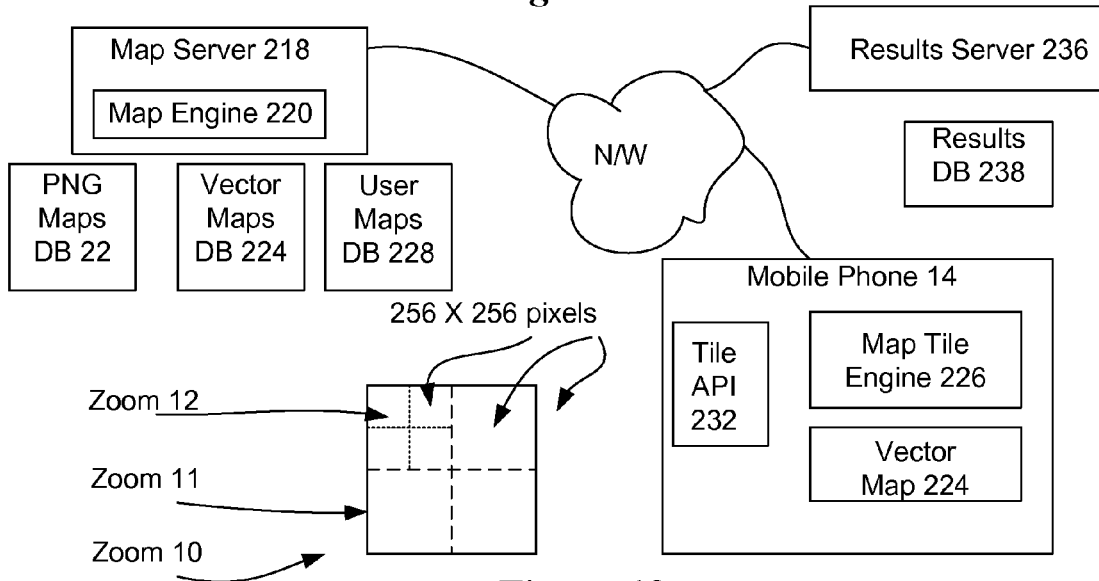 Map Server 218
Map Engine 220
PNG
Maps
DB 22
Vector
Maps
DB 224
User
Maps
DB 228
N/W
Results Server 236
Results
DB 238
Mobile Phone 14
Tile
API
232
Map Tile
Engine 226
Vector
Map 224
256 X 256 pixels
Zoom 12
Zoom 11
Zoom 10